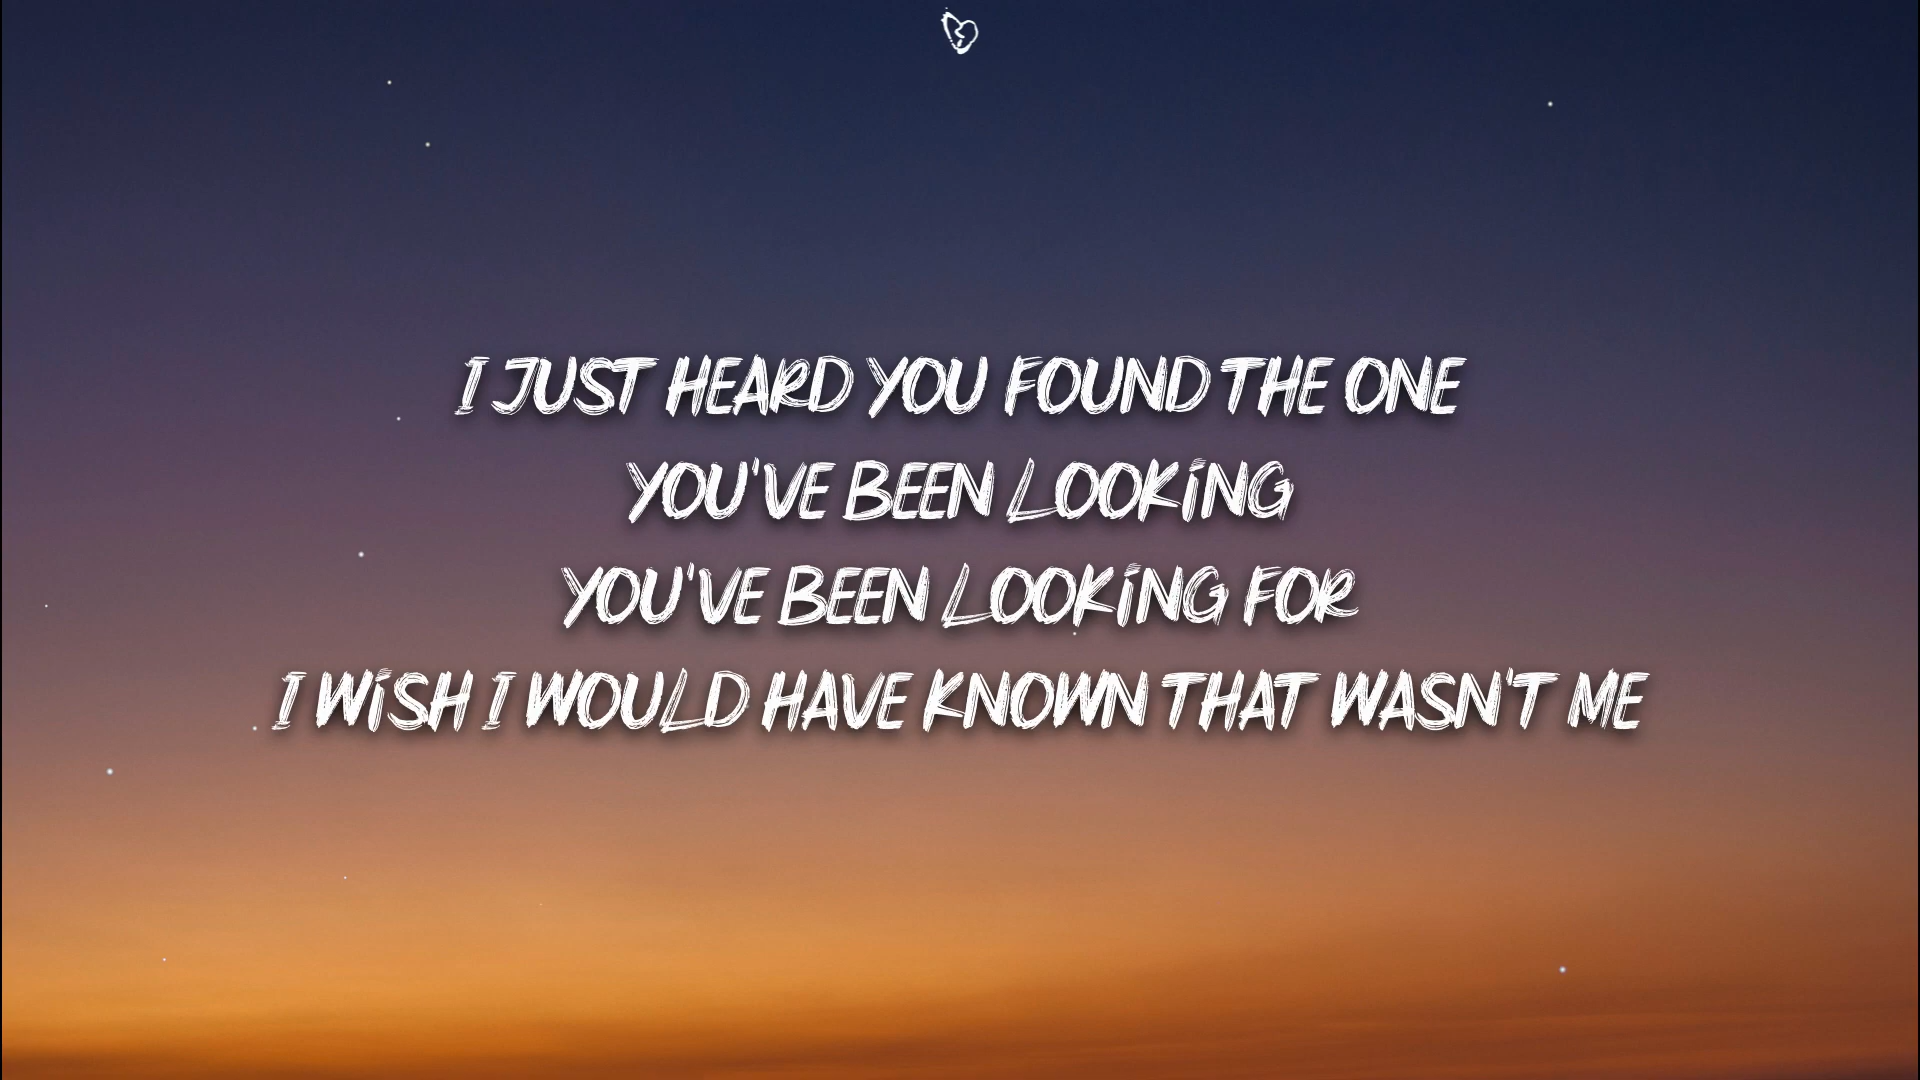 I JUST HEARD YOU FOUND THE ONE
YOU'VE BEEN LOOKING
YOU'VE BEEN LOOKING FOR
I WISH I WOULD HAVE KNOWN THAT WASN'T ME